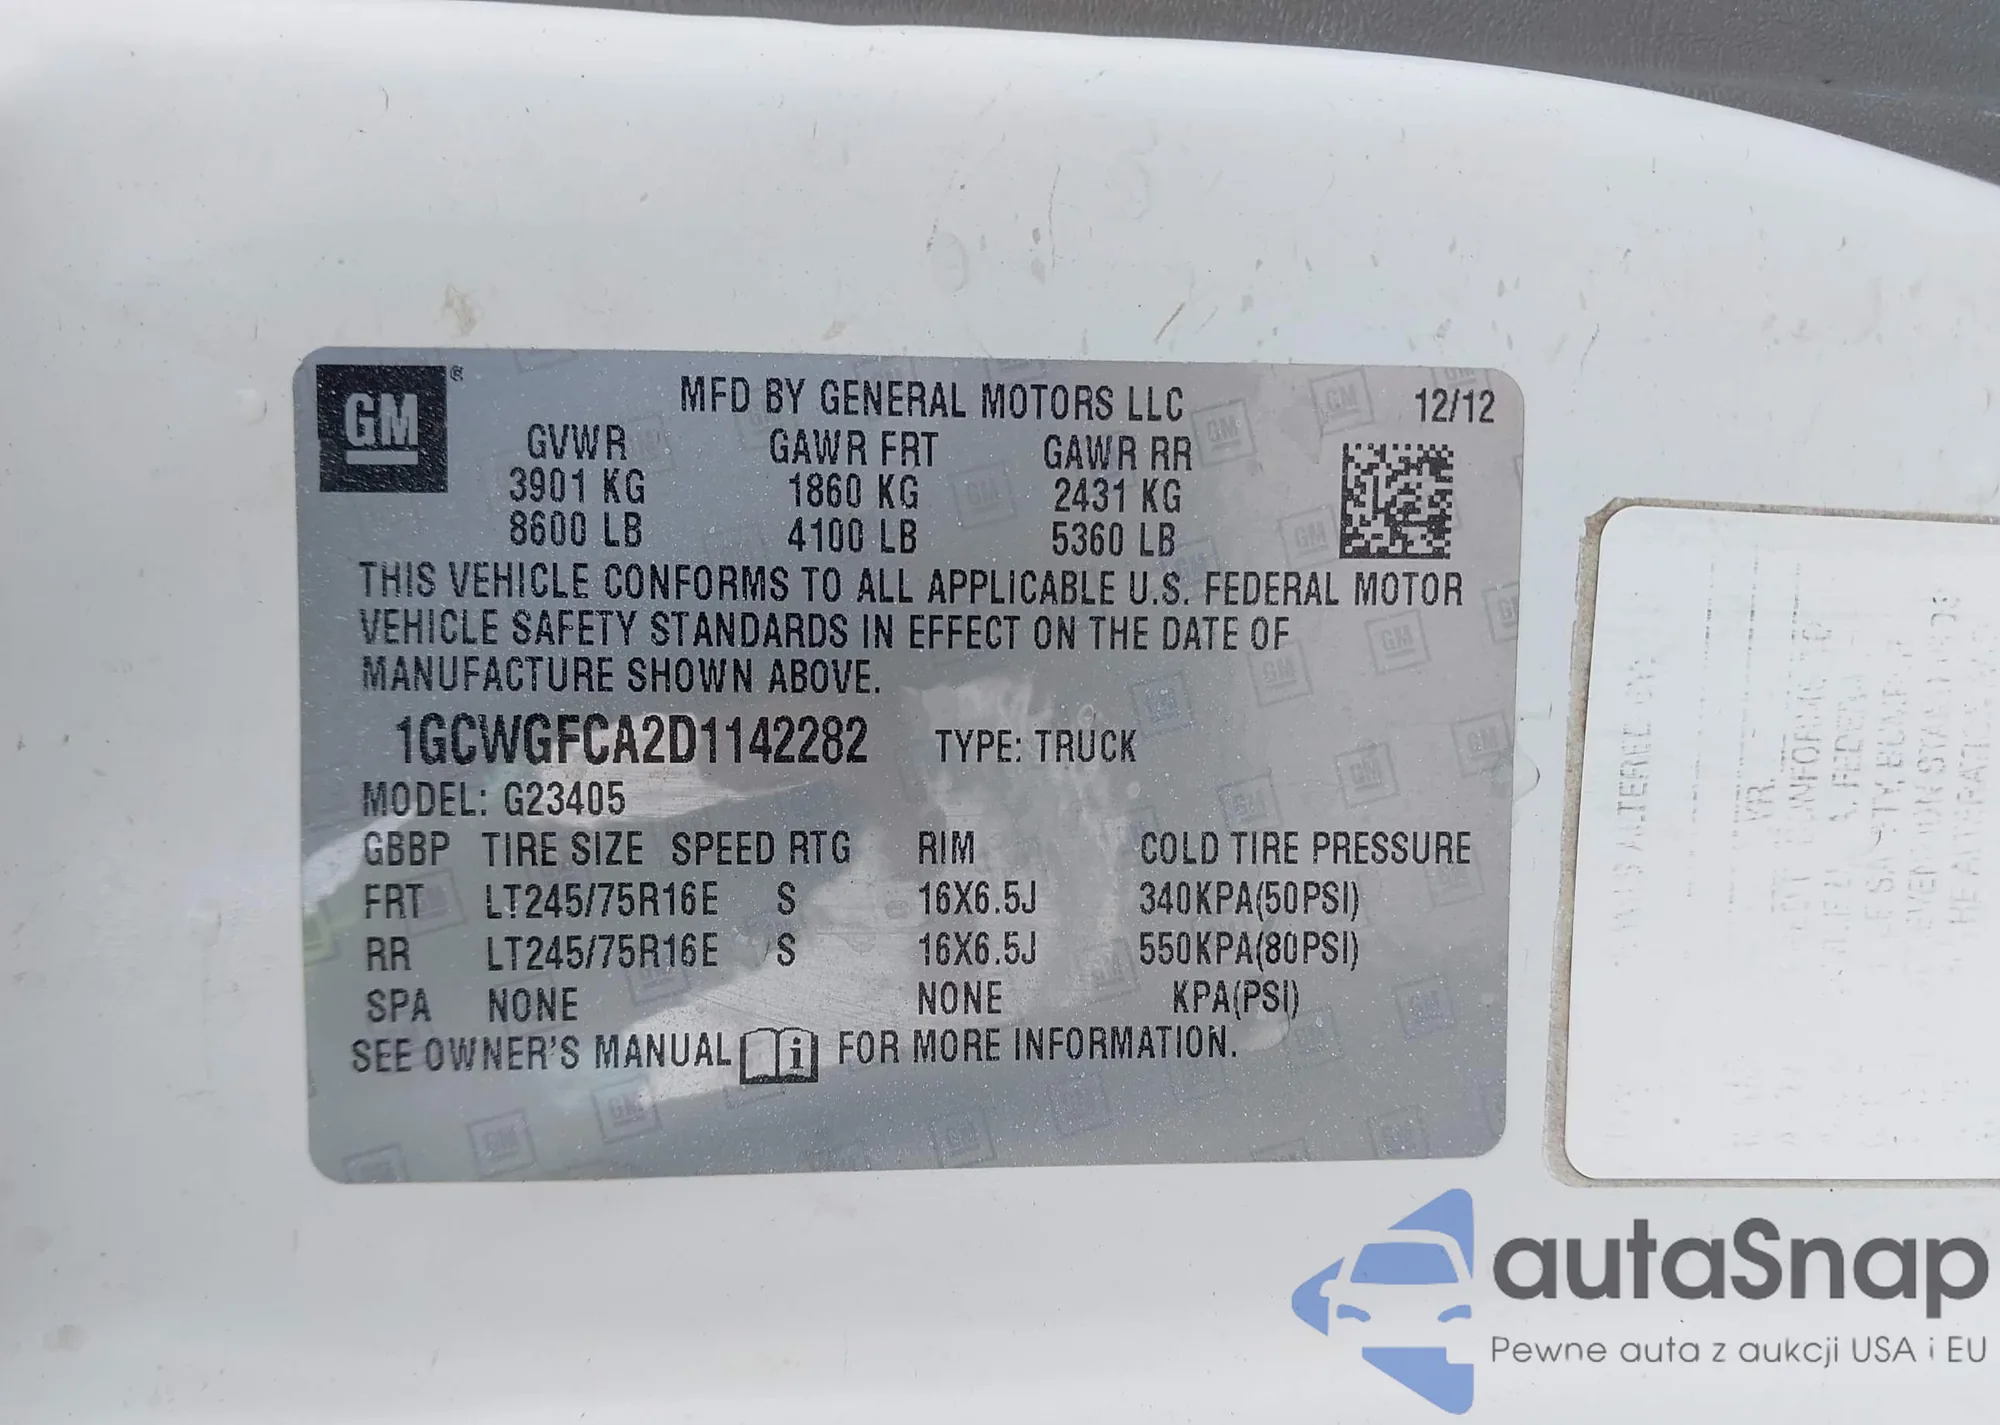 GM
MFD BY GENERAL MOTORS LLC 12/12
GVWR GAWR FRT GAWR RR
3901 KG 1860 KG 2431 KG
8600 LB 4100 LB 5360 LB
THIS VEHICLE CONFORMS TO ALL APPLICABLE U.S. FEDERAL MOTOR
VEHICLE SAFETY STANDARDS IN EFFECT ON THE DATE OF
MANUFACTURE SHOWN ABOVE.
1GCWGFCA2D1142282 TYPE: TRUCK
MODEL: G23405
GBBP TIRE SIZE SPEED RTG RIM COLD TIRE PRESSURE
FRT LT245/75R16E S 16X6.5J 340KPA(50PSI)
RR LT245/75R16E S 16X6.5J 550KPA(80PSI)
SPA NONE NONE KPA(PSI)
SEE OWNER'S MANUAL i FOR MORE INFORMATION.
autoSnap
Pewne auta z aukcji USA i EU